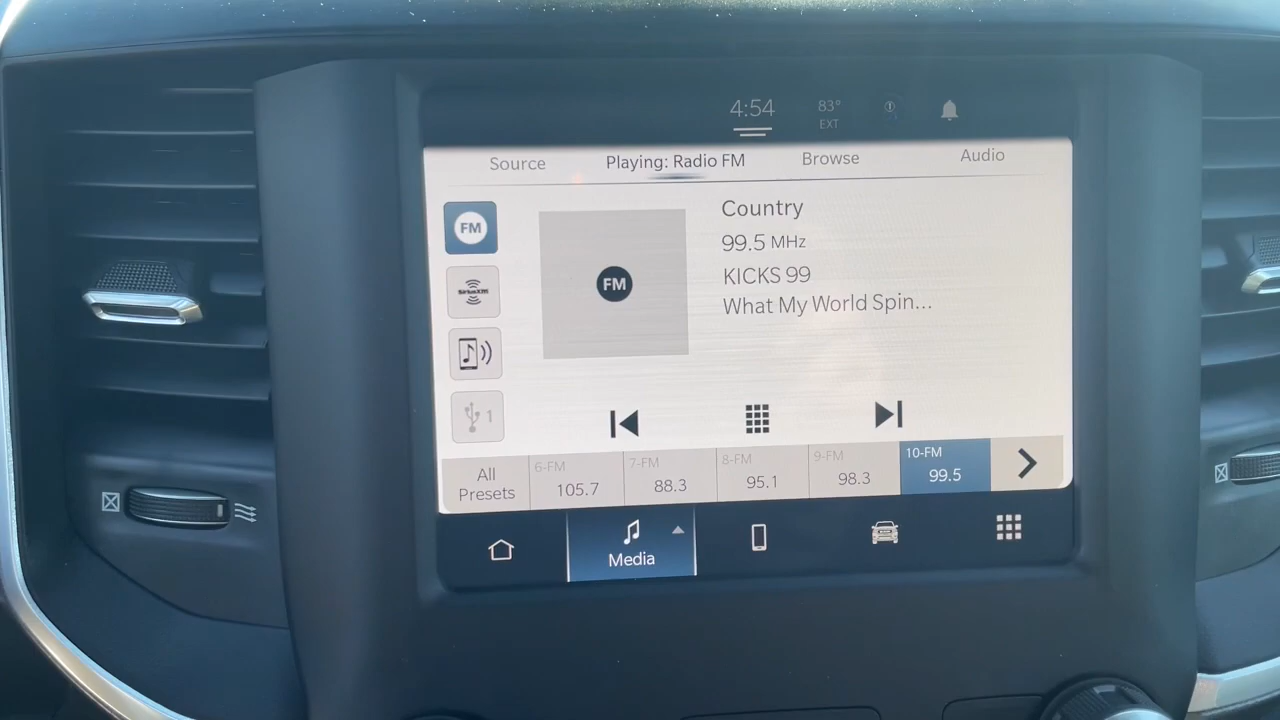 4:54
83°
EXT
Source
Playing: Radio FM
Browse
Audio
FM
SiriusXM
1
FM
Country
99.5 MHz
KICKS 99
What My World Spin...
All
Presets
6-FM
105.7
7-FM
88.3
8-FM
95.1
9-FM
98.3
10-FM
99.5
Media